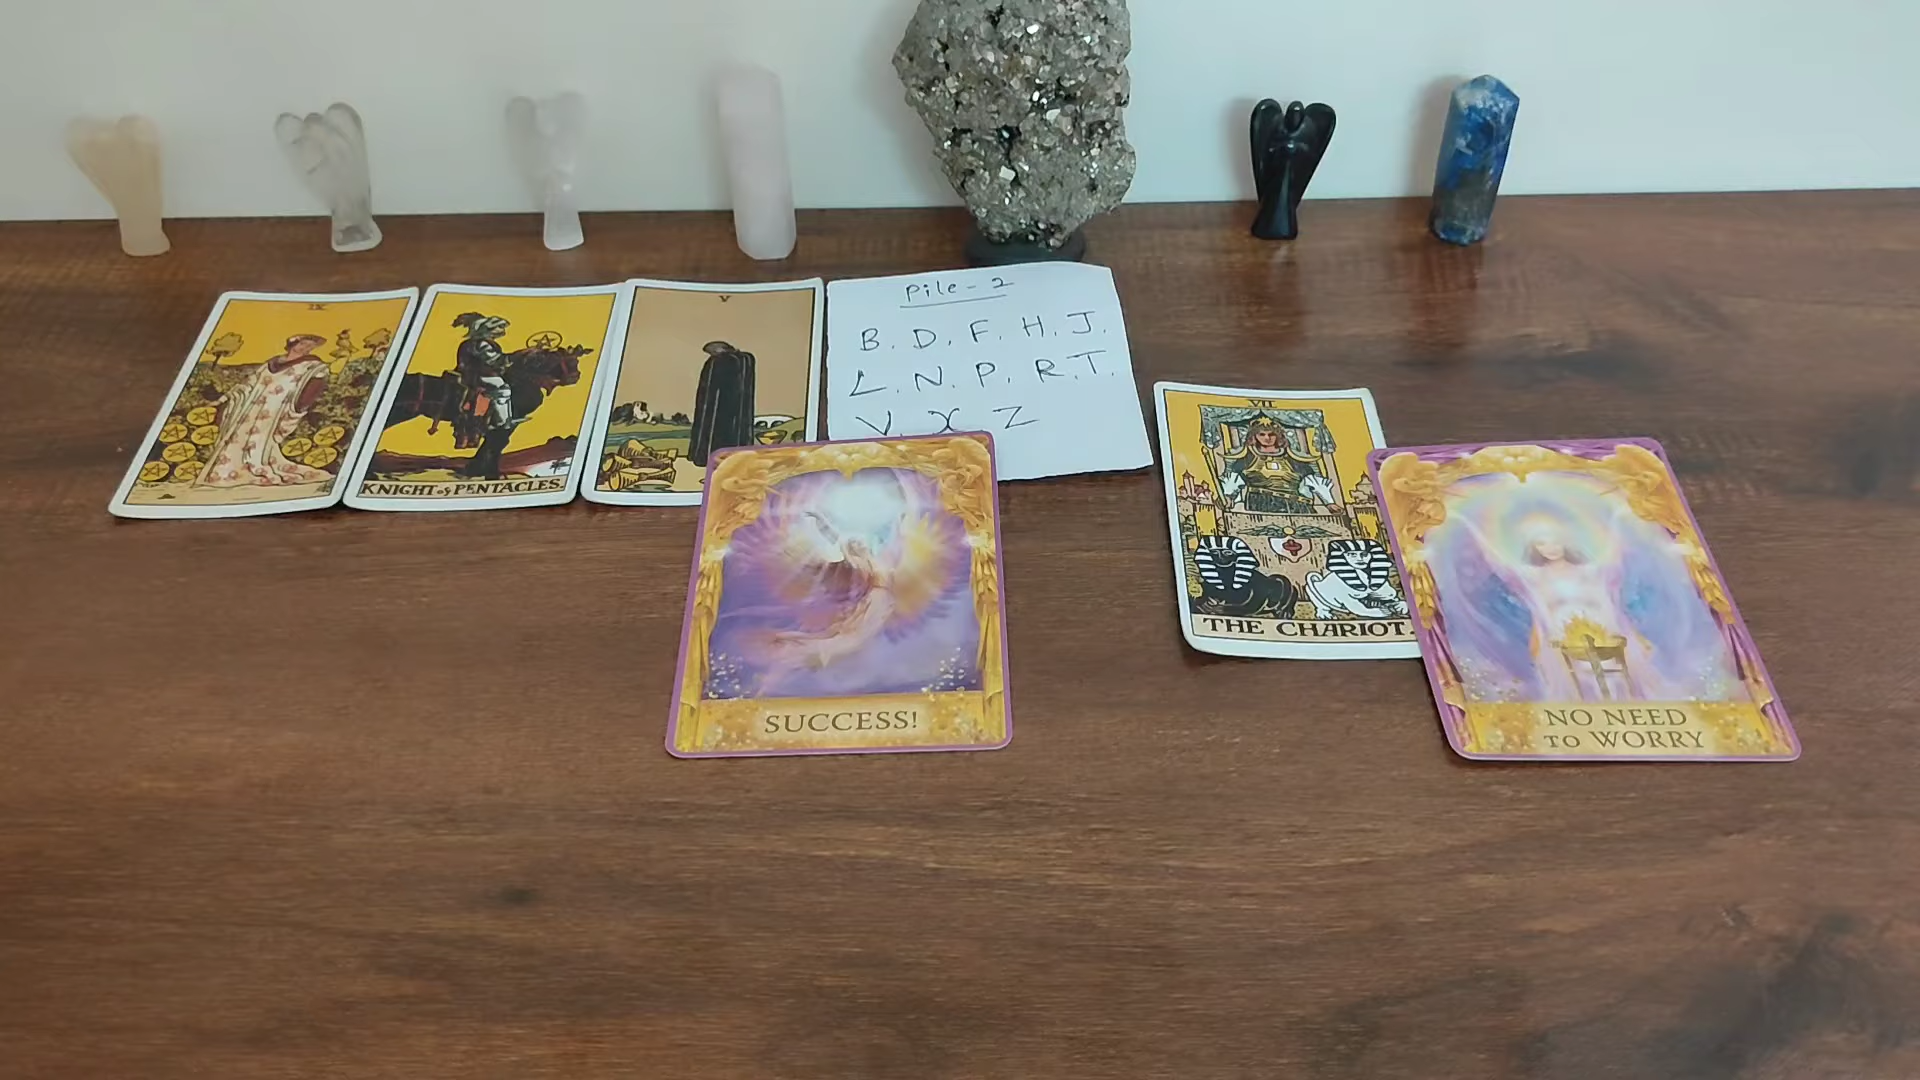 IX
KNIGHT of PENTACLES.
V
Pile - 2
B. D. F. H. J.
L. N. P. R. T.
V X Z
SUCCESS!
VII
THE CHARIOT.
NO NEED
TO WORRY